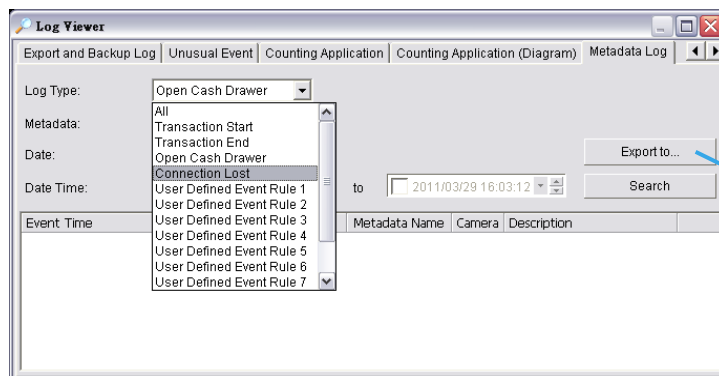 Log Viewer
Export and Backup Log Unusual Event Counting Application Counting Application (Diagram) Metadata Log
Log Type: Open Cash Drawer
All
Metadata: Transaction Start
Transaction End
Date: Open Cash Drawer Export to...
Connection Lost
Date Time: User Defined Event Rule 1 to 2011/03/29 16:03:12 Search
User Defined Event Rule 2
Event Time User Defined Event Rule 3 Metadata Name Camera Description
User Defined Event Rule 4
User Defined Event Rule 5
User Defined Event Rule 6
User Defined Event Rule 7